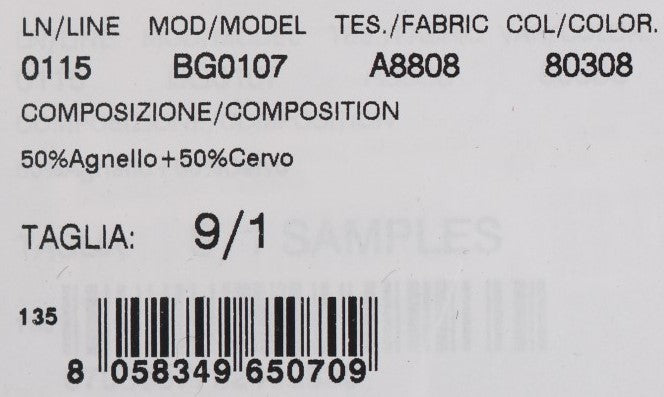 LN/LINE MOD/MODEL TES./FABRIC COL/COLOR.
0115 BG0107 A8808 80308
COMPOSIZIONE/COMPOSITION
50%Agnello+50%Cervo
TAGLIA: 9/1
SAMPLES
135
8 058349 650709